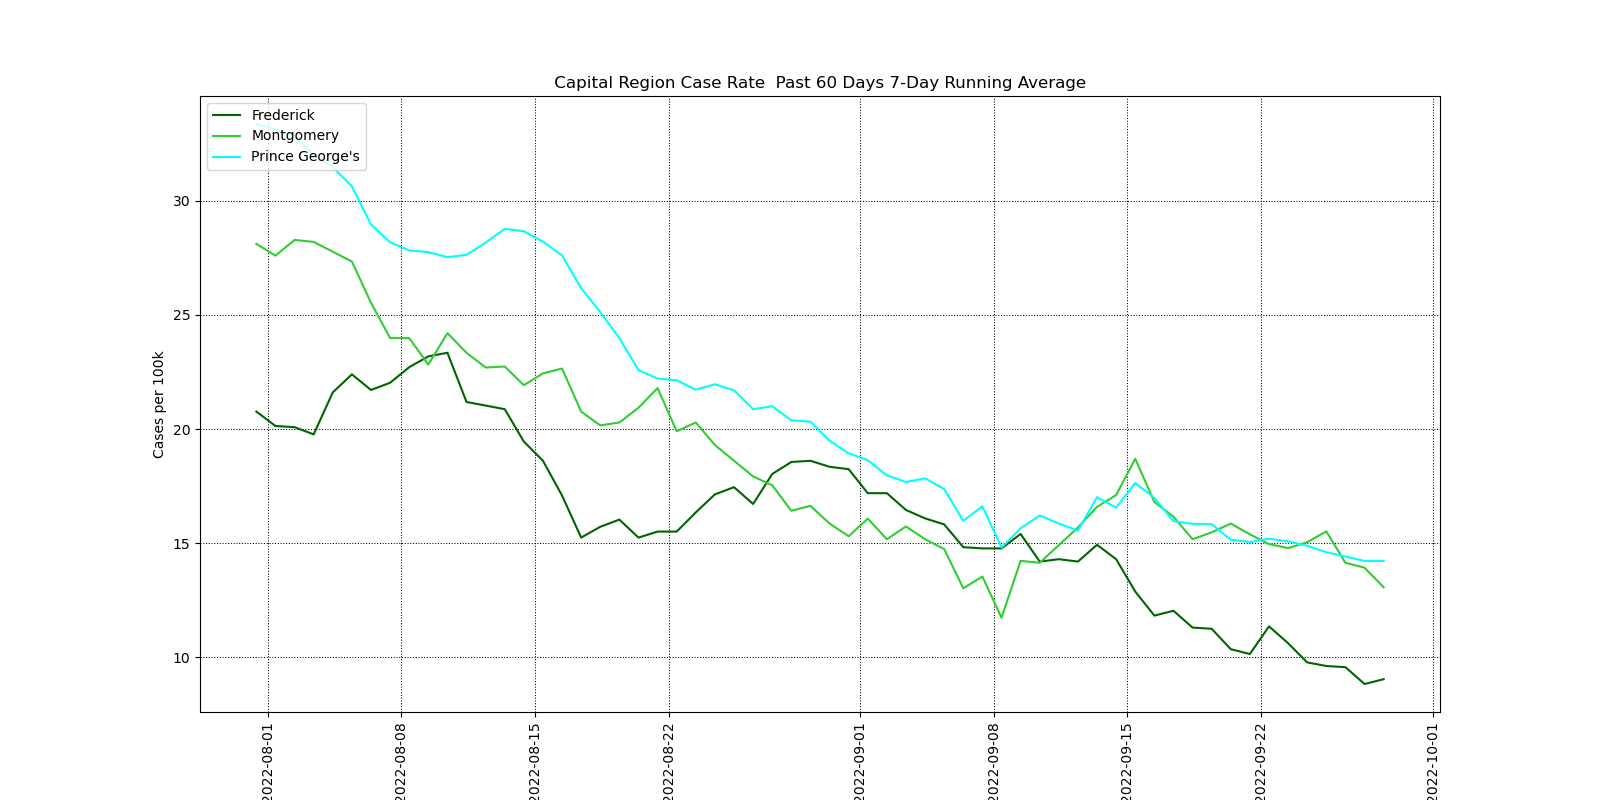 Capital Region Case Rate  Past 60 Days 7-Day Running Average
Frederick
Montgomery
Prince George's
30
25
20
15
10
Cases per 100k
2022-08-01
2022-08-08
2022-08-15
2022-08-22
2022-09-01
2022-09-08
2022-09-15
2022-09-22
2022-10-01